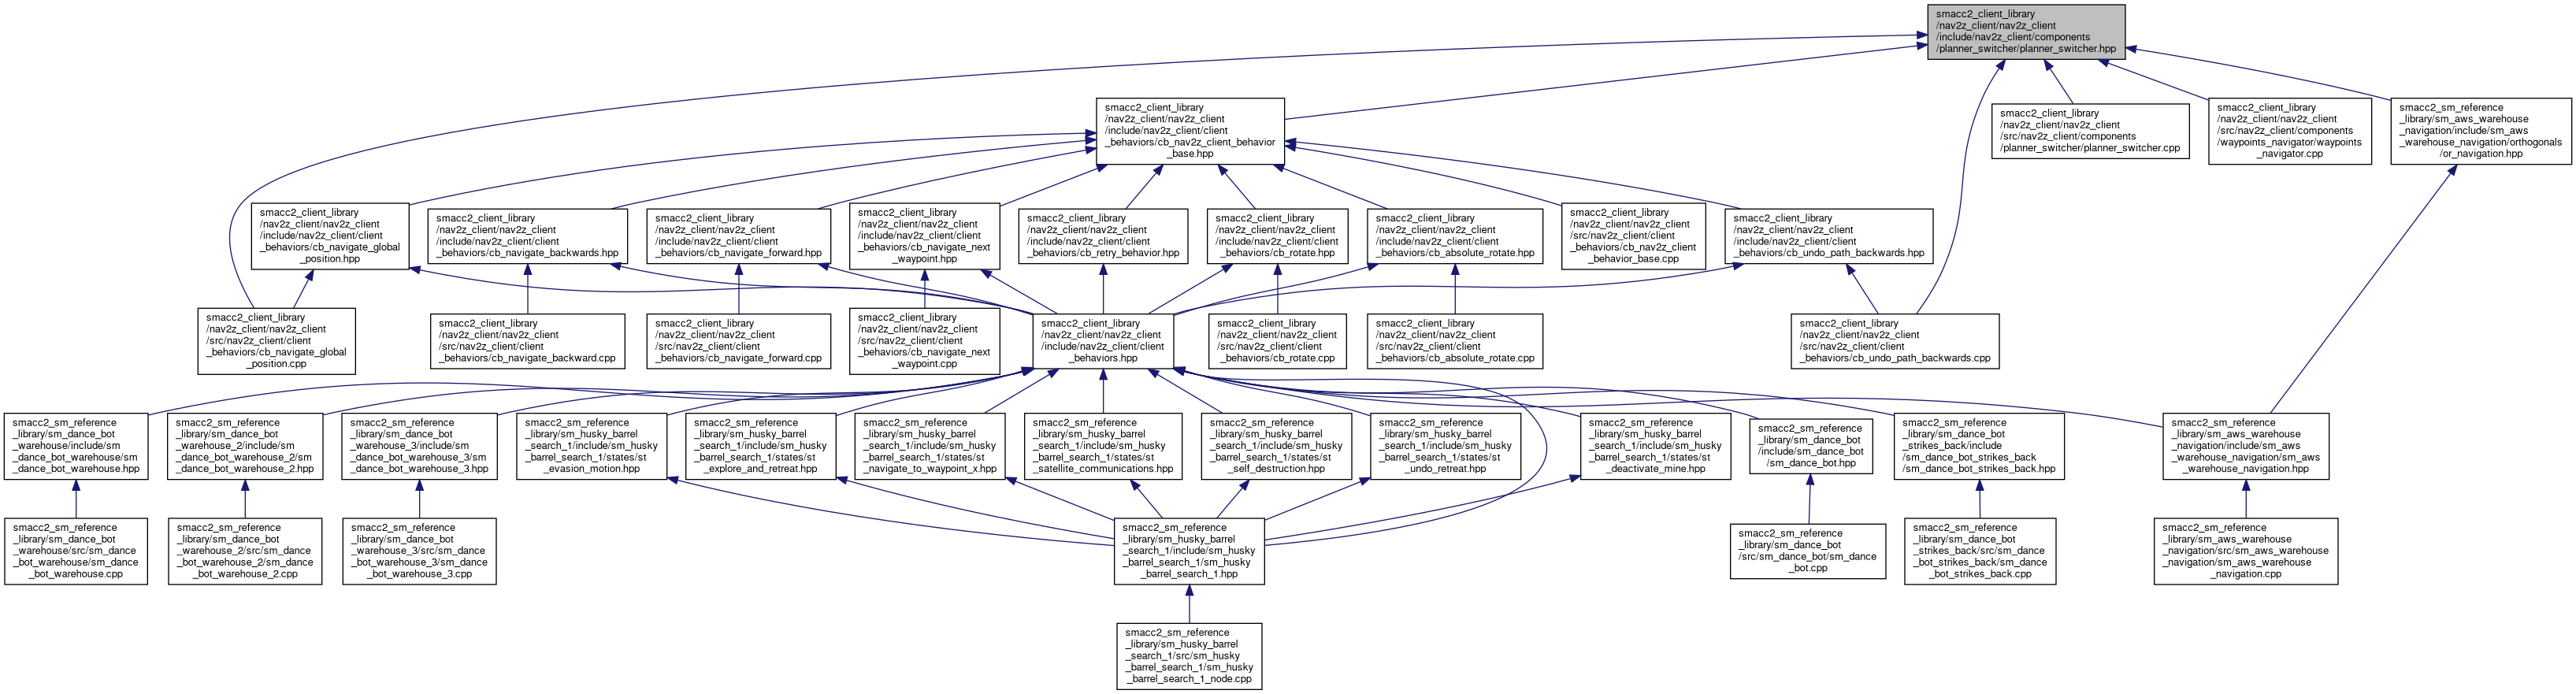 smacc2_client_library
/nav2z_client/nav2z_client
/include/nav2z_client/components
/planner_switcher/planner_switcher.hpp
smacc2_client_library
/nav2z_client/nav2z_client
/include/nav2z_client/client
_behaviors/cb_nav2z_client_behavior
_base.hpp
smacc2_client_library
/nav2z_client/nav2z_client
/src/nav2z_client/components
/planner_switcher/planner_switcher.cpp
smacc2_client_library
/nav2z_client/nav2z_client
/src/nav2z_client/components
/waypoints_navigator/waypoints
_navigator.cpp
smacc2_sm_reference
_library/sm_aws_warehouse
_navigation/include/sm_aws
_warehouse_navigation/orthogonals
/or_navigation.hpp
smacc2_client_library
/nav2z_client/nav2z_client
/include/nav2z_client/client
_behaviors/cb_navigate_global
_position.hpp
smacc2_client_library
/nav2z_client/nav2z_client
/include/nav2z_client/client
_behaviors/cb_navigate_backwards.hpp
smacc2_client_library
/nav2z_client/nav2z_client
/include/nav2z_client/client
_behaviors/cb_navigate_forward.hpp
smacc2_client_library
/nav2z_client/nav2z_client
/include/nav2z_client/client
_behaviors/cb_navigate_next
_waypoint.hpp
smacc2_client_library
/nav2z_client/nav2z_client
/include/nav2z_client/client
_behaviors/cb_retry_behavior.hpp
smacc2_client_library
/nav2z_client/nav2z_client
/include/nav2z_client/client
_behaviors/cb_rotate.hpp
smacc2_client_library
/nav2z_client/nav2z_client
/include/nav2z_client/client
_behaviors/cb_absolute_rotate.hpp
smacc2_client_library
/nav2z_client/nav2z_client
/src/nav2z_client/client
_behaviors/cb_nav2z_client
_behavior_base.cpp
smacc2_client_library
/nav2z_client/nav2z_client
/include/nav2z_client/client
_behaviors/cb_undo_path_backwards.hpp
smacc2_client_library
/nav2z_client/nav2z_client
/src/nav2z_client/client
_behaviors/cb_navigate_global
_position.cpp
smacc2_client_library
/nav2z_client/nav2z_client
/src/nav2z_client/client
_behaviors/cb_navigate_backward.cpp
smacc2_client_library
/nav2z_client/nav2z_client
/src/nav2z_client/client
_behaviors/cb_navigate_forward.cpp
smacc2_client_library
/nav2z_client/nav2z_client
/src/nav2z_client/client
_behaviors/cb_navigate_next
_waypoint.cpp
smacc2_client_library
/nav2z_client/nav2z_client
/include/nav2z_client/client
_behaviors.hpp
smacc2_client_library
/nav2z_client/nav2z_client
/src/nav2z_client/client
_behaviors/cb_rotate.cpp
smacc2_client_library
/nav2z_client/nav2z_client
/src/nav2z_client/client
_behaviors/cb_absolute_rotate.cpp
smacc2_client_library
/nav2z_client/nav2z_client
/src/nav2z_client/client
_behaviors/cb_undo_path_backwards.cpp
smacc2_sm_reference
_library/sm_dance_bot
_warehouse/include/sm
_dance_bot_warehouse/sm
_dance_bot_warehouse.hpp
smacc2_sm_reference
_library/sm_dance_bot
_warehouse_2/include/sm
_dance_bot_warehouse_2/sm
_dance_bot_warehouse_2.hpp
smacc2_sm_reference
_library/sm_dance_bot
_warehouse_3/include/sm
_dance_bot_warehouse_3/sm
_dance_bot_warehouse_3.hpp
smacc2_sm_reference
_library/sm_husky_barrel
_search_1/include/sm_husky
_barrel_search_1/states/st
_evasion_motion.hpp
smacc2_sm_reference
_library/sm_husky_barrel
_search_1/include/sm_husky
_barrel_search_1/states/st
_explore_and_retreat.hpp
smacc2_sm_reference
_library/sm_husky_barrel
_search_1/include/sm_husky
_barrel_search_1/states/st
_navigate_to_waypoint_x.hpp
smacc2_sm_reference
_library/sm_husky_barrel
_search_1/include/sm_husky
_barrel_search_1/states/st
_satellite_communications.hpp
smacc2_sm_reference
_library/sm_husky_barrel
_search_1/include/sm_husky
_barrel_search_1/states/st
_self_destruction.hpp
smacc2_sm_reference
_library/sm_husky_barrel
_search_1/include/sm_husky
_barrel_search_1/states/st
_undo_retreat.hpp
smacc2_sm_reference
_library/sm_husky_barrel
_search_1/include/sm_husky
_barrel_search_1/states/st
_deactivate_mine.hpp
smacc2_sm_reference
_library/sm_dance_bot
/include/sm_dance_bot
/sm_dance_bot.hpp
smacc2_sm_reference
_library/sm_dance_bot
_strikes_back/include
/sm_dance_bot_strikes_back
/sm_dance_bot_strikes_back.hpp
smacc2_sm_reference
_library/sm_aws_warehouse
_navigation/include/sm_aws
_warehouse_navigation/sm_aws
_warehouse_navigation.hpp
smacc2_sm_reference
_library/sm_dance_bot
_warehouse/src/sm_dance
_bot_warehouse/sm_dance
_bot_warehouse.cpp
smacc2_sm_reference
_library/sm_dance_bot
_warehouse_2/src/sm_dance
_bot_warehouse_2/sm_dance
_bot_warehouse_2.cpp
smacc2_sm_reference
_library/sm_dance_bot
_warehouse_3/src/sm_dance
_bot_warehouse_3/sm_dance
_bot_warehouse_3.cpp
smacc2_sm_reference
_library/sm_husky_barrel
_search_1/include/sm_husky
_barrel_search_1/sm_husky
_barrel_search_1.hpp
smacc2_sm_reference
_library/sm_dance_bot
/src/sm_dance_bot/sm_dance
_bot.cpp
smacc2_sm_reference
_library/sm_dance_bot
_strikes_back/src/sm_dance
_bot_strikes_back/sm_dance
_bot_strikes_back.cpp
smacc2_sm_reference
_library/sm_aws_warehouse
_navigation/src/sm_aws_warehouse
_navigation/sm_aws_warehouse
_navigation.cpp
smacc2_sm_reference
_library/sm_husky_barrel
_search_1/src/sm_husky
_barrel_search_1/sm_husky
_barrel_search_1_node.cpp